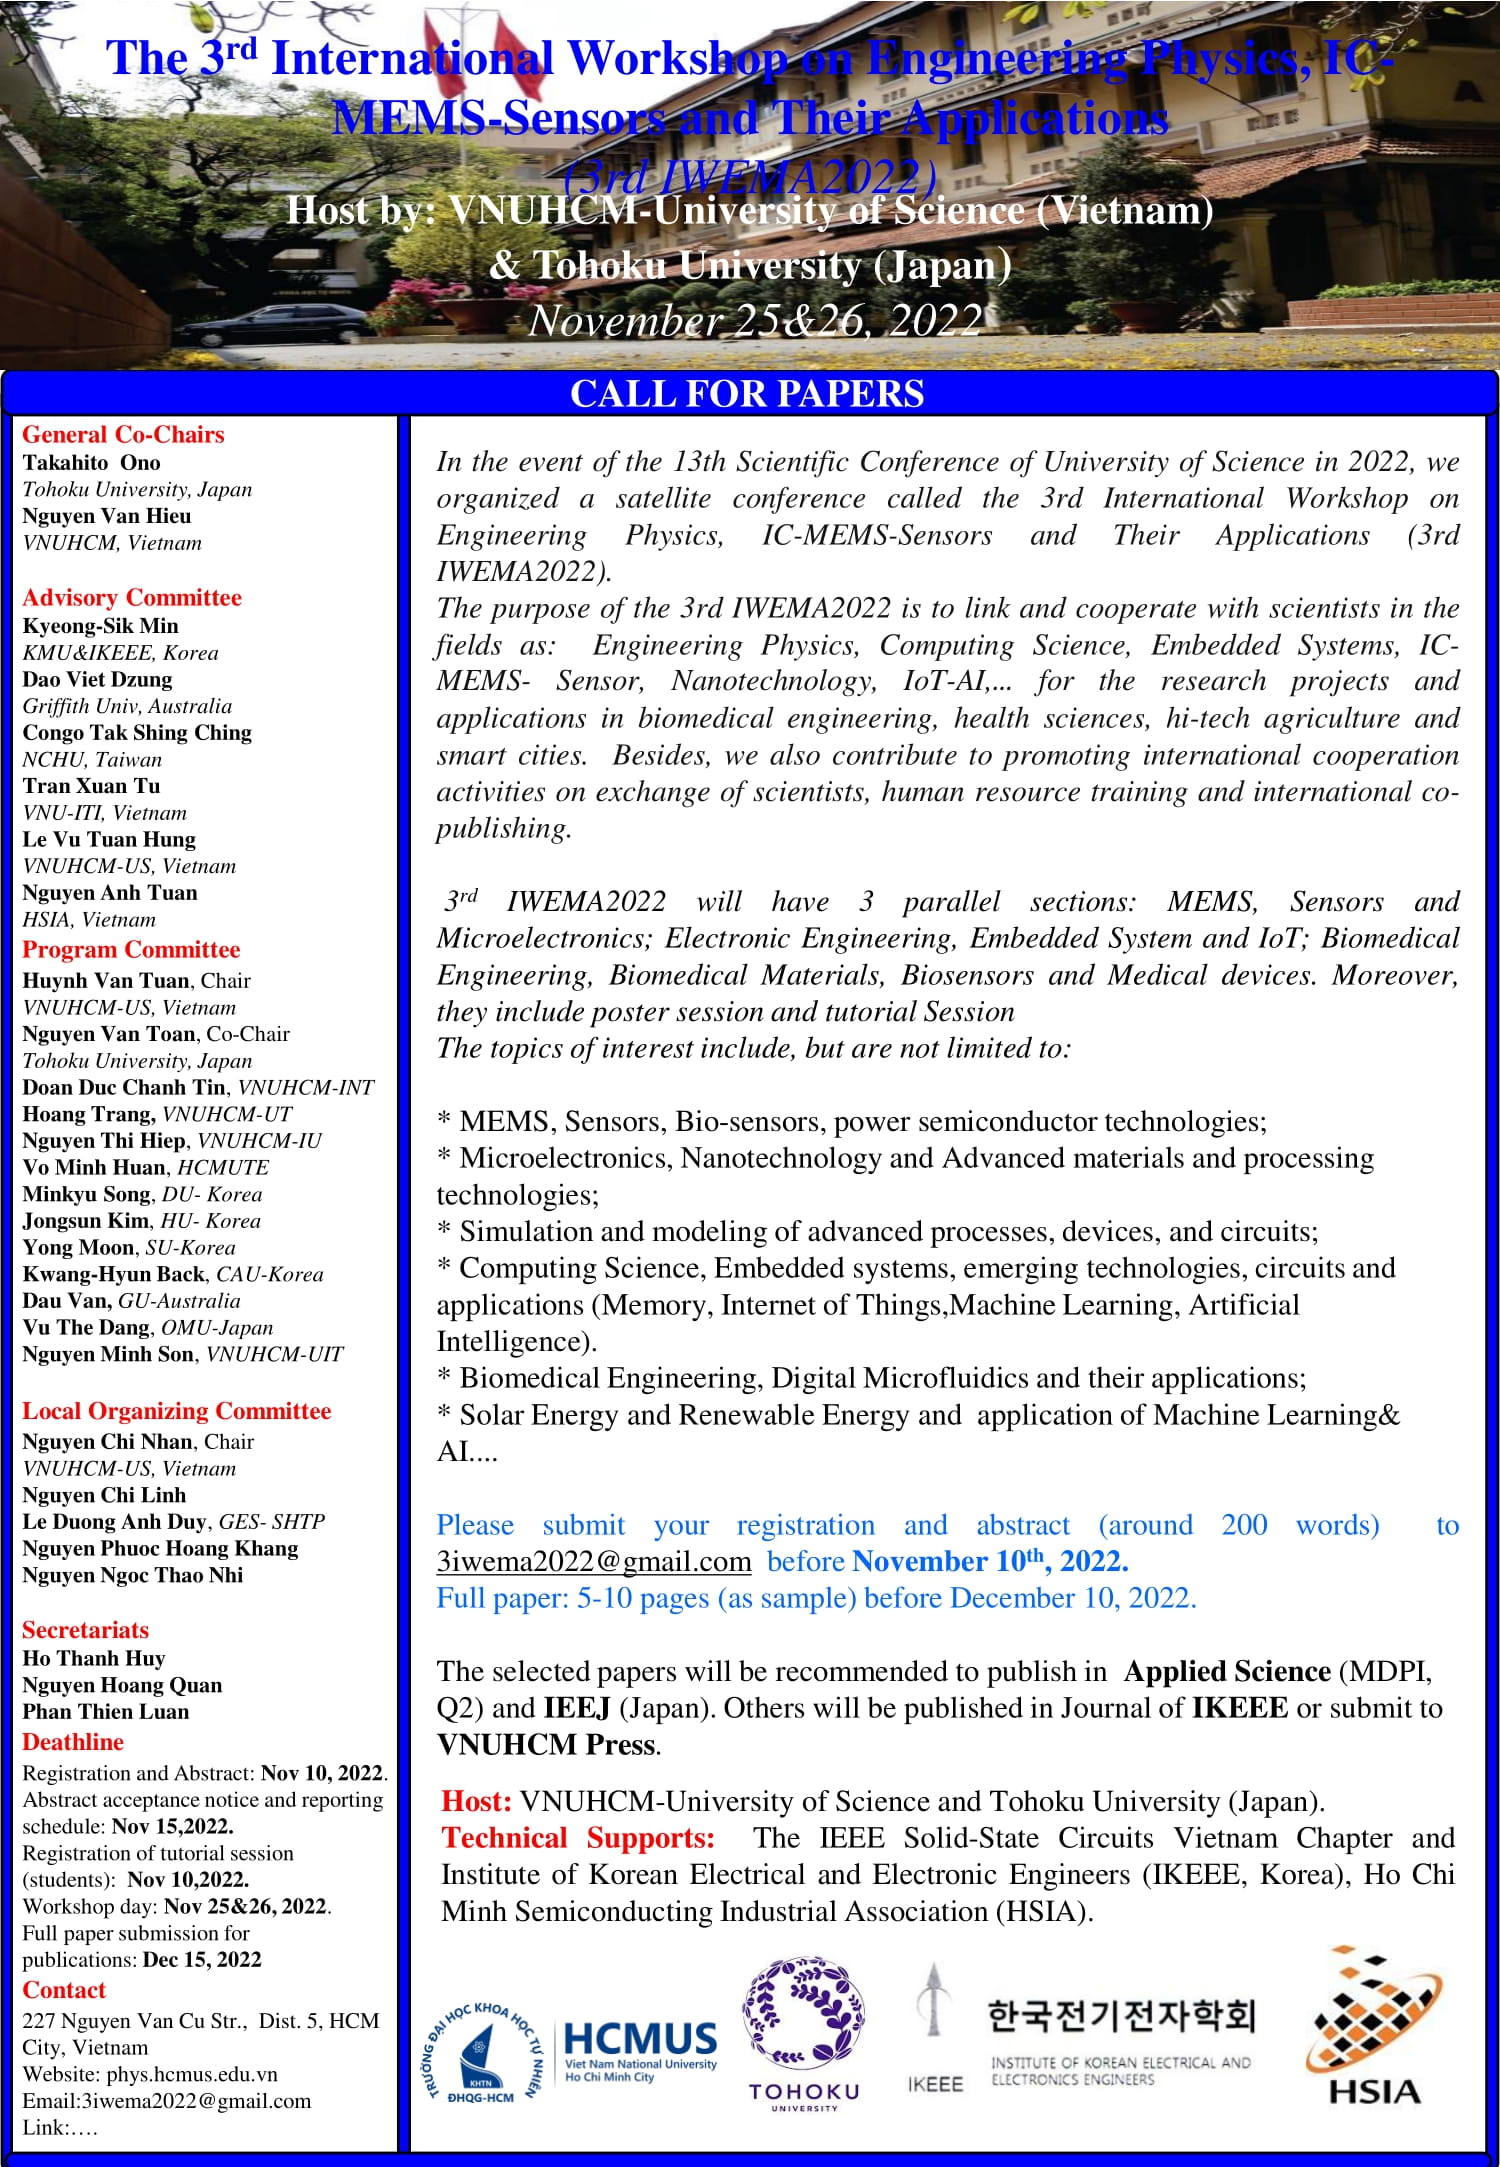 The 3rd International Workshop on Engineering Physics, IC-
MEMS-Sensors and Their Applications
(3rd IWEMA2022)
Host by: VNUHCM-University of Science (Vietnam)
& Tohoku University (Japan)
November 25&26, 2022
CALL FOR PAPERS
General Co-Chairs
Takahito Ono
Tohoku University, Japan
Nguyen Van Hieu
VNUHCM, Vietnam
Advisory Committee
Kyeong-Sik Min
KMU&IKEEE, Korea
Dao Viet Dzung
Griffith Univ, Australia
Congo Tak Shing Ching
NCHU, Taiwan
Tran Xuan Tu
VNU-ITI, Vietnam
Le Vu Tuan Hung
VNUHCM-US, Vietnam
Nguyen Anh Tuan
HSIA, Vietnam
Program Committee
Huynh Van Tuan, Chair
VNUHCM-US, Vietnam
Nguyen Van Toan, Co-Chair
Tohoku University, Japan
Doan Duc Chanh Tin, VNUHCM-INT
Hoang Trang, VNUHCM-UT
Nguyen Thi Hiep, VNUHCM-IU
Vo Minh Huan, HCMUTE
Minkyu Song, DU- Korea
Jongsun Kim, HU- Korea
Yong Moon, SU-Korea
Kwang-Hyun Back, CAU-Korea
Dau Van, GU-Australia
Vu The Dang, OMU-Japan
Nguyen Minh Son, VNUHCM-UIT
Local Organizing Committee
Nguyen Chi Nhan, Chair
VNUHCM-US, Vietnam
Nguyen Chi Linh
Le Duong Anh Duy, GES- SHTP
Nguyen Phuoc Hoang Khang
Nguyen Ngoc Thao Nhi
Secretariats
Ho Thanh Huy
Nguyen Hoang Quan
Phan Thien Luan
Deathline
Registration and Abstract: Nov 10, 2022.
Abstract acceptance notice and reporting
schedule: Nov 15,2022.
Registration of tutorial session
(students): Nov 10,2022.
Workshop day: Nov 25&26, 2022.
Full paper submission for
publications: Dec 15, 2022
Contact
227 Nguyen Van Cu Str., Dist. 5, HCM
City, Vietnam
Website: phys.hcmus.edu.vn
Email:3iwema2022@gmail.com
Link:….
In the event of the 13th Scientific Conference of University of Science in 2022, we
organized a satellite conference called the 3rd International Workshop on
Engineering Physics, IC-MEMS-Sensors and Their Applications (3rd
IWEMA2022).
The purpose of the 3rd IWEMA2022 is to link and cooperate with scientists in the
fields as: Engineering Physics, Computing Science, Embedded Systems, IC-
MEMS- Sensor, Nanotechnology, IoT-AI,... for the research projects and
applications in biomedical engineering, health sciences, hi-tech agriculture and
smart cities. Besides, we also contribute to promoting international cooperation
activities on exchange of scientists, human resource training and international co-
publishing.
3rd IWEMA2022 will have 3 parallel sections: MEMS, Sensors and
Microelectronics; Electronic Engineering, Embedded System and IoT; Biomedical
Engineering, Biomedical Materials, Biosensors and Medical devices. Moreover,
they include poster session and tutorial Session
The topics of interest include, but are not limited to:
* MEMS, Sensors, Bio-sensors, power semiconductor technologies;
* Microelectronics, Nanotechnology and Advanced materials and processing
technologies;
* Simulation and modeling of advanced processes, devices, and circuits;
* Computing Science, Embedded systems, emerging technologies, circuits and
applications (Memory, Internet of Things,Machine Learning, Artificial
Intelligence).
* Biomedical Engineering, Digital Microfluidics and their applications;
* Solar Energy and Renewable Energy and application of Machine Learning&
AI....
Please submit your registration and abstract (around 200 words) to
3iwema2022@gmail.com before November 10th, 2022.
Full paper: 5-10 pages (as sample) before December 10, 2022.
The selected papers will be recommended to publish in Applied Science (MDPI,
Q2) and IEEJ (Japan). Others will be published in Journal of IKEEE or submit to
VNUHCM Press.
Host: VNUHCM-University of Science and Tohoku University (Japan).
Technical Supports: The IEEE Solid-State Circuits Vietnam Chapter and
Institute of Korean Electrical and Electronic Engineers (IKEEE, Korea), Ho Chi
Minh Semiconducting Industrial Association (HSIA).
TRƯỜNG ĐẠI HỌC KHOA HỌC TỰ NHIÊN
KHTN
ĐHQG-HCM
HCMUS
Viet Nam National University
Ho Chi Minh City
TOHOKU
UNIVERSITY
IKEEE
한국전기전자학회
INSTITUTE OF KOREAN ELECTRICAL AND
ELECTRONICS ENGINEERS
HSIA